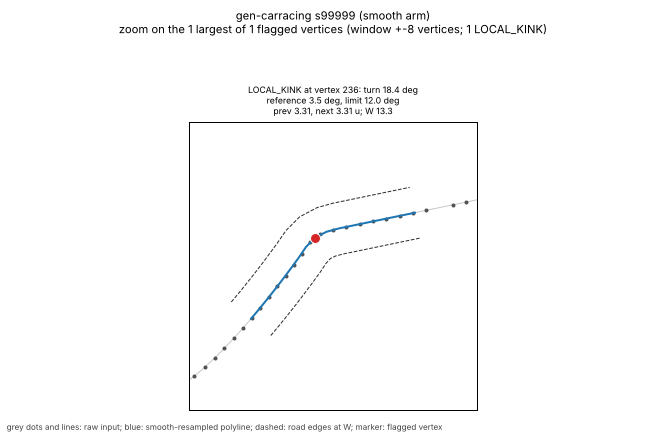 gen-carracing s99999 (smooth arm)
zoom on the 1 largest of 1 flagged vertices (window +-8 vertices; 1 LOCAL_KINK)
LOCAL_KINK at vertex 236: turn 18.4 deg
reference 3.5 deg, limit 12.0 deg
prev 3.31, next 3.31 u; W 13.3
grey dots and lines: raw input; blue: smooth-resampled polyline; dashed: road edges at W; marker: flagged vertex